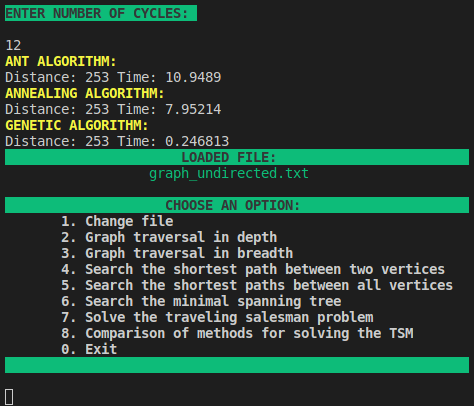 ENTER NUMBER OF CYCLES:
12
ANT ALGORITHM:
Distance: 253 Time: 10.9489
ANNEALING ALGORITHM:
Distance: 253 Time: 7.95214
GENETIC ALGORITHM:
Distance: 253 Time: 0.246813
LOADED FILE:
graph_undirected.txt
CHOOSE AN OPTION:
1. Change file
2. Graph traversal in depth
3. Graph traversal in breadth
4. Search the shortest path between two vertices
5. Search the shortest paths between all vertices
6. Search the minimal spanning tree
7. Solve the traveling salesman problem
8. Comparison of methods for solving the TSM
0. Exit